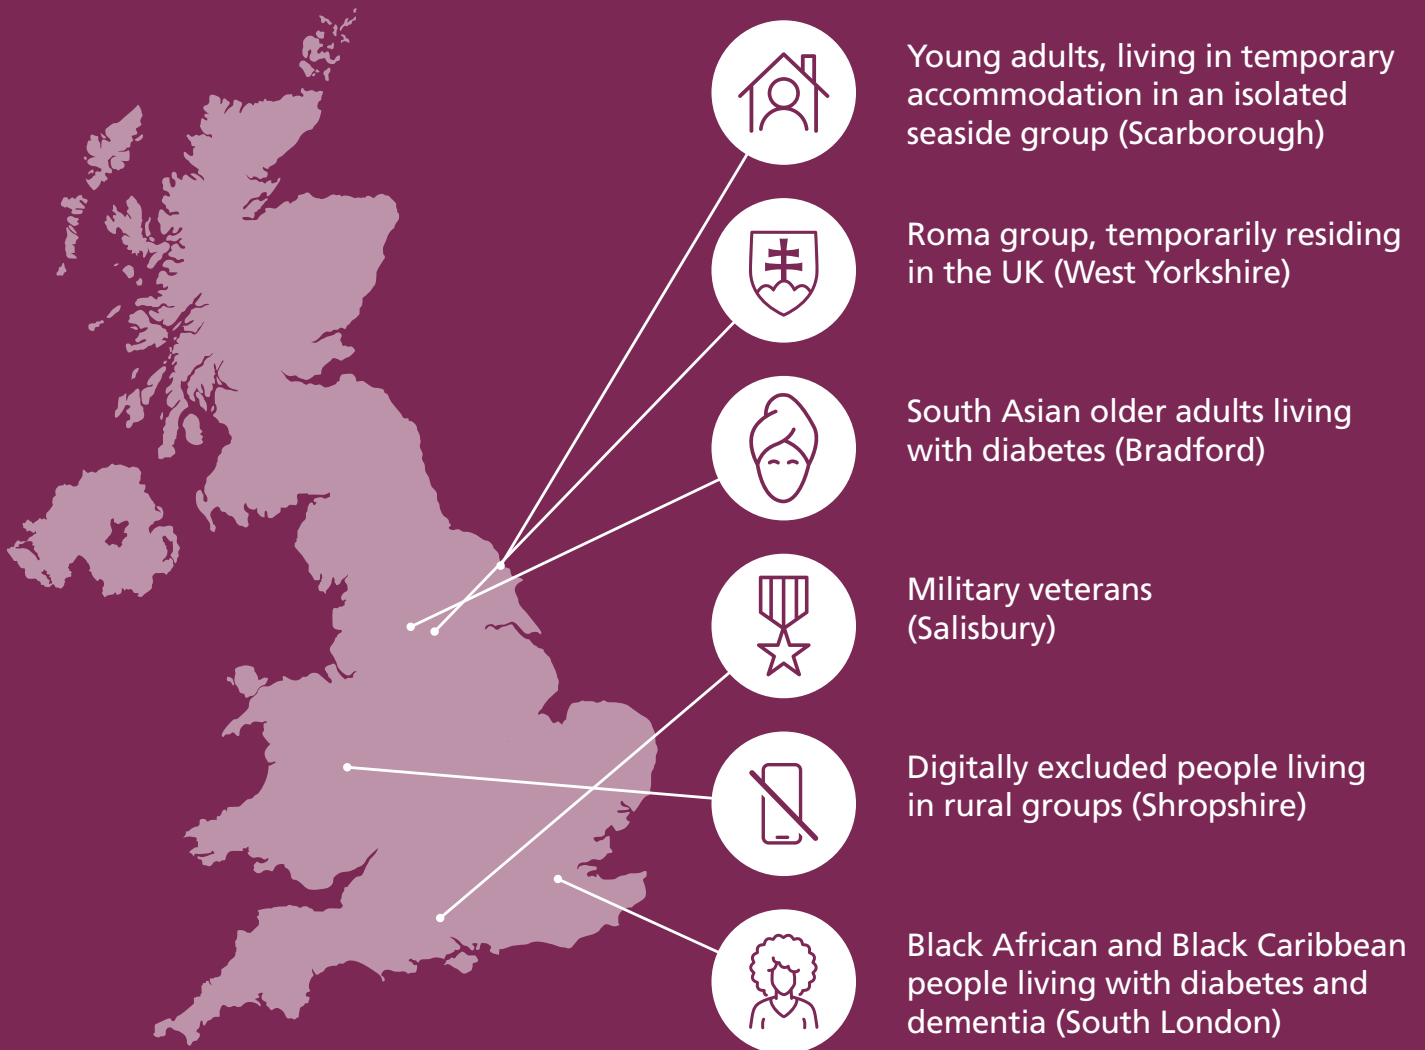 Young adults, living in temporary
accommodation in an isolated
seaside group (Scarborough)
Roma group, temporarily residing
in the UK (West Yorkshire)
South Asian older adults living
with diabetes (Bradford)
Military veterans
(Salisbury)
Digitally excluded people living
in rural groups (Shropshire)
Black African and Black Caribbean
people living with diabetes and
dementia (South London)